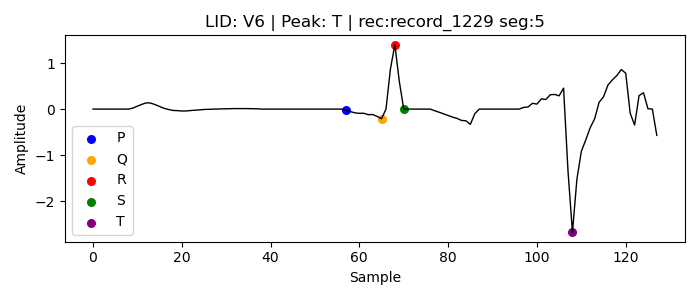 LID: V6 | Peak: T | rec:record_1229 seg:5
Amplitude
1
0
−1
−2
P
Q
R
S
T
0 20 40 60 80 100 120
Sample